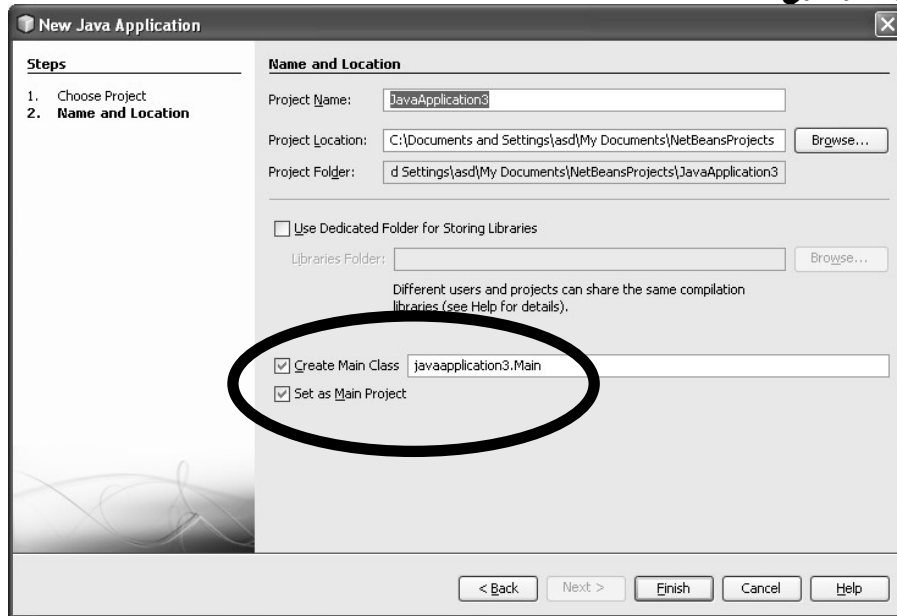 New Java Application
Steps
1. Choose Project
2. Name and Location
Name and Location
Project Name: JavaApplication3
Project Location: C:\Documents and Settings\asd\My Documents\NetBeansProjects Browse...
Project Folder: d Settings\asd\My Documents\NetBeansProjects\JavaApplication3
Use Dedicated Folder for Storing Libraries
Libraries Folder: Browse...
Different users and projects can share the same compilation
libraries (see Help for details).
Create Main Class javaapplication3.Main
Set as Main Project
< Back Next > Finish Cancel Help